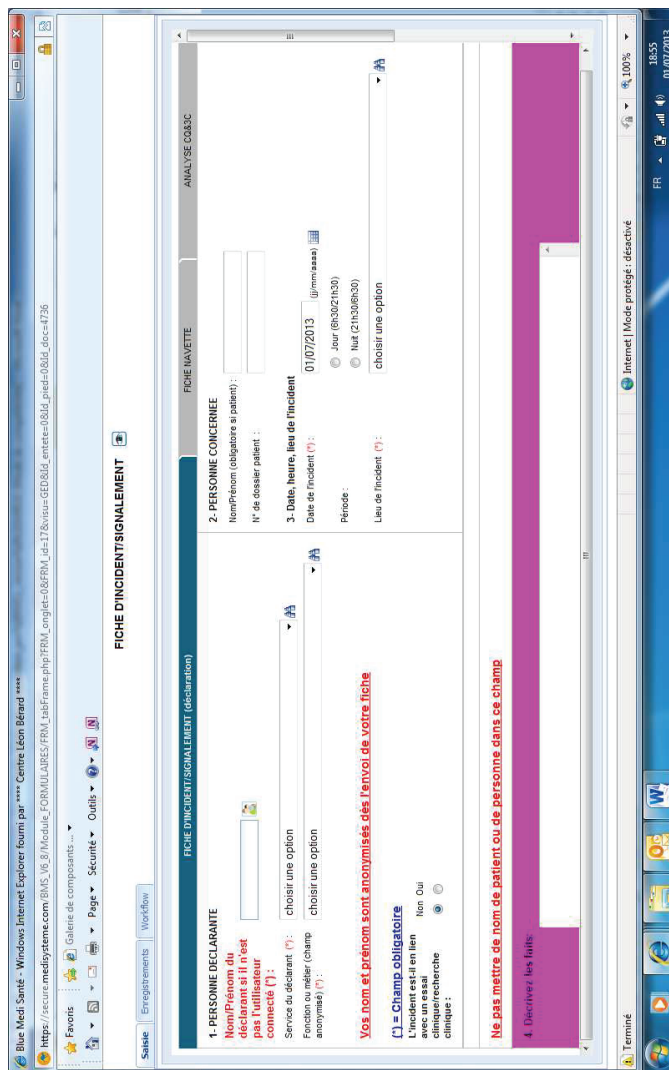 Blue Medi Santé - Windows Internet Explorer fourni par **** Centre Léon Bérard ****
https://secure.medisysteme.com/BMS_V6_8/Module_FORMULAIRES/FRM_tabFrame.php?FRM_onglet=0&FRM_id=17&visu=GED&Id_entete=0&Id_pied=0&Id_doc=4736
Favoris
Galerie de composants ...
Page
Sécurité
Outils
FICHE D'INCIDENT/SIGNALEMENT
Saisie
Enregistrements
Workflow
FICHE D'INCIDENT/SIGNALEMENT (déclaration)
FICHE NAVETTE
ANALYSE CQ&3C
1- PERSONNE DECLARANTE
Nom/Prénom du
déclarant si il n'est
pas l'utilisateur
connecté (*) :
Service du déclarant (*) :
choisir une option
Fonction ou métier (champ
anonymisé) (*) :
choisir une option
Vos nom et prénom sont anonymisés dès l'envoi de votre fiche
(*) = Champ obligatoire
L'incident est-il en lien
avec un essai
clinique/recherche
clinique :
Non Oui
2- PERSONNE CONCERNEE
Nom/Prénom (obligatoire si patient) :
N° de dossier patient :
3- Date, heure, lieu de l'incident
Date de l'incident (*) :
01/07/2013
(jj/mm/aaaa)
Période :
Jour (6h30/21h30)
Nuit (21h30/6h30)
Lieu de l'incident (*) :
choisir une option
Ne pas mettre de nom de patient ou de personne dans ce champ
4. Décrivez les faits:
Terminé
Internet | Mode protégé : désactivé
100%
FR
18:55
01/07/2013